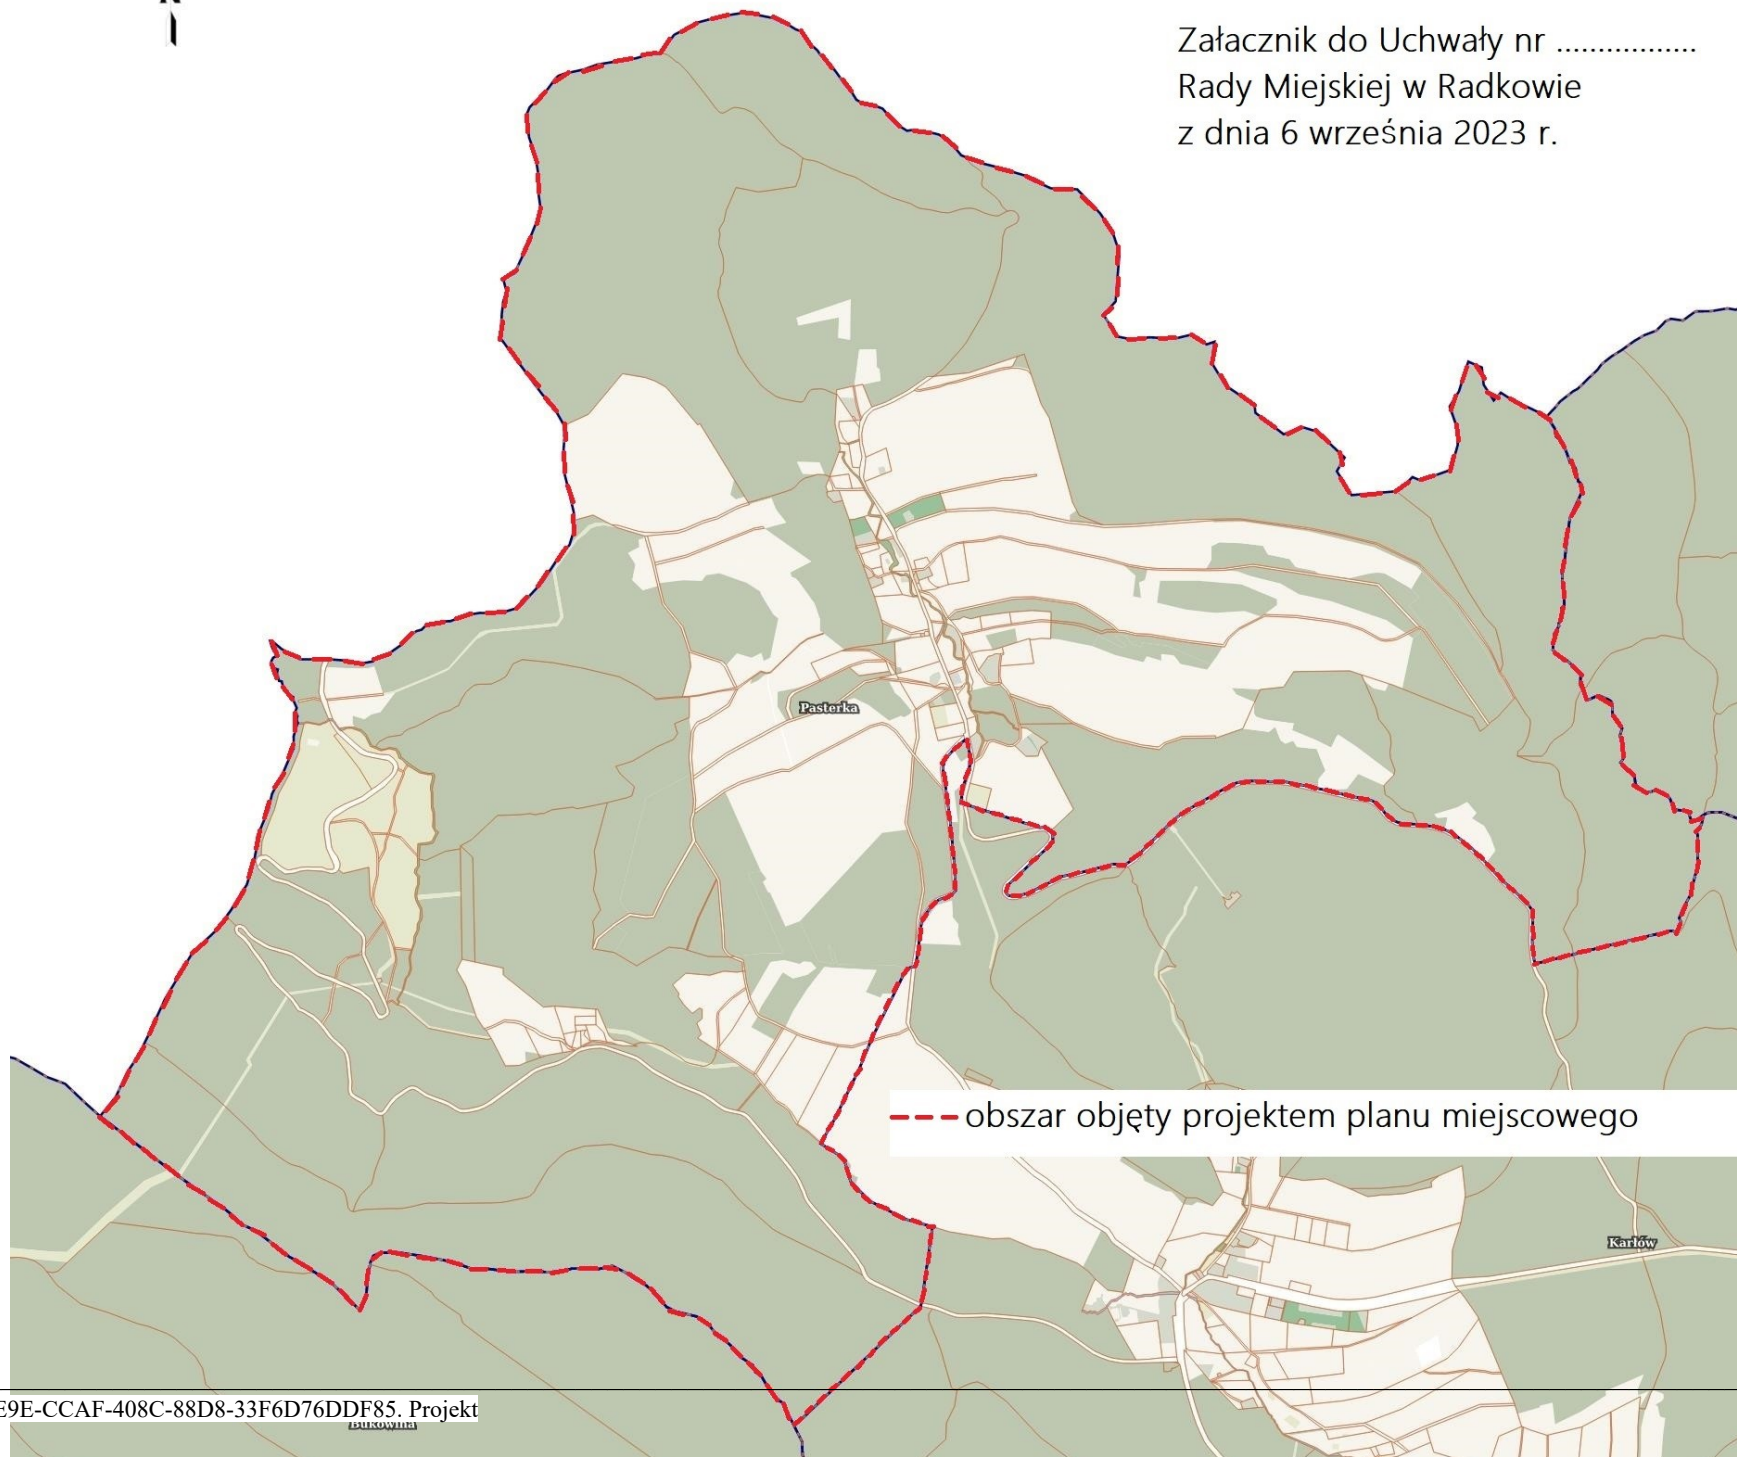 N
Załacznik do Uchwały nr .................
Rady Miejskiej w Radkowie
z dnia 6 września 2023 r.
Pasterka
obszar objęty projektem planu miejscowego
Karłów
E9E-CCAF-408C-88D8-33F6D76DDF85. Projekt
Bukowina